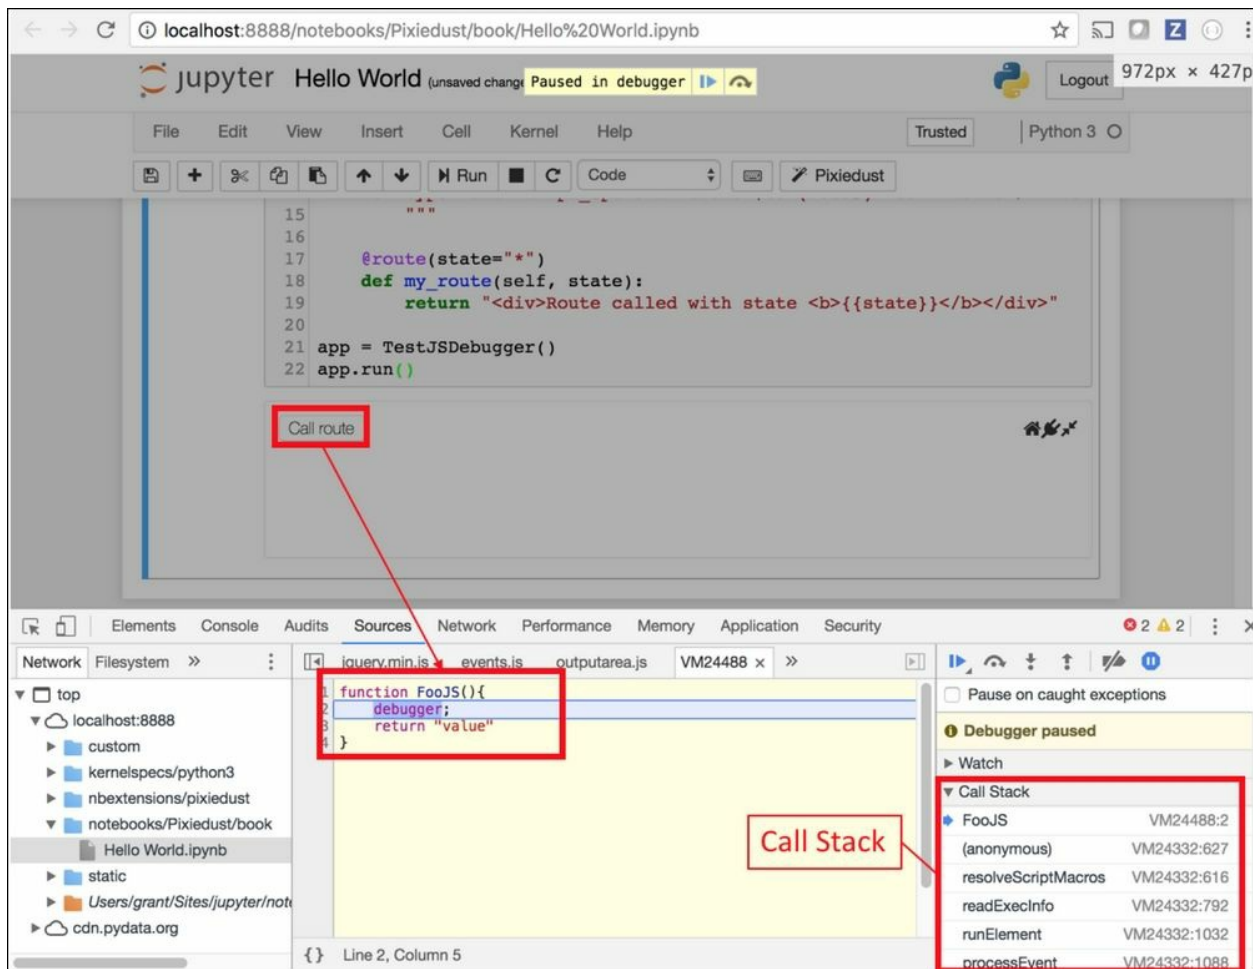 localhost:8888/notebooks/Pixiedust/book/Hello%20World.ipynb
Z
jupyter Hello World (unsaved change
Paused in debugger
Logout
972px × 427p
File Edit View Insert Cell Kernel Help
Trusted
Python 3
Run
Code
Pixiedust
15 """
16
17 @route(state="*")
18 def my_route(self, state):
19 return "<div>Route called with state <b>{{state}}</b></div>"
20
21 app = TestJSDebugger()
22 app.run()
Call route
Elements Console Audits Sources Network Performance Memory Application Security
2 2
Network Filesystem »
jquery.min.js events.js outputarea.js VM24488 × »
top
localhost:8888
custom
kernelspecs/python3
nbextensions/pixiedust
notebooks/Pixiedust/book
Hello World.ipynb
static
Users/grant/Sites/jupyter/note
cdn.pydata.org
1 function FooJS(){
2 debugger;
3 return "value"
4 }
{} Line 2, Column 5
Pause on caught exceptions
Debugger paused
Watch
Call Stack
Call Stack
FooJS VM24488:2
(anonymous) VM24332:627
resolveScriptMacros VM24332:616
readExecInfo VM24332:792
runElement VM24332:1032
processEvent VM24332:1088